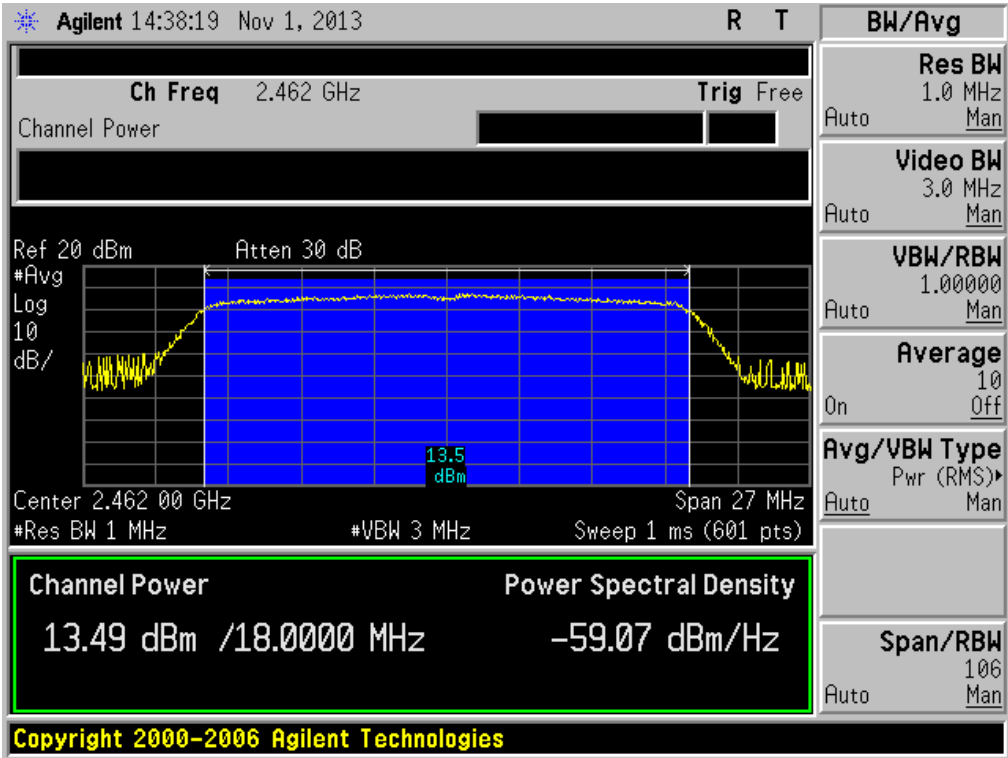 Agilent 14:38:19 Nov 1, 2013 R T
Ch Freq 2.462 GHz Trig Free
Channel Power
Ref 20 dBm Atten 30 dB
#Avg
Log
10
dB/
13.5
dBm
Center 2.462 00 GHz Span 27 MHz
#Res BW 1 MHz #VBW 3 MHz Sweep 1 ms (601 pts)
Channel Power Power Spectral Density
13.49 dBm /18.0000 MHz -59.07 dBm/Hz
Copyright 2000-2006 Agilent Technologies
BW/Avg
Res BW
1.0 MHz
Auto Man
Video BW
3.0 MHz
Auto Man
VBW/RBW
1.00000
Auto Man
Average
10
On Off
Avg/VBW Type
Pwr (RMS)▸
Auto Man
Span/RBW
106
Auto Man